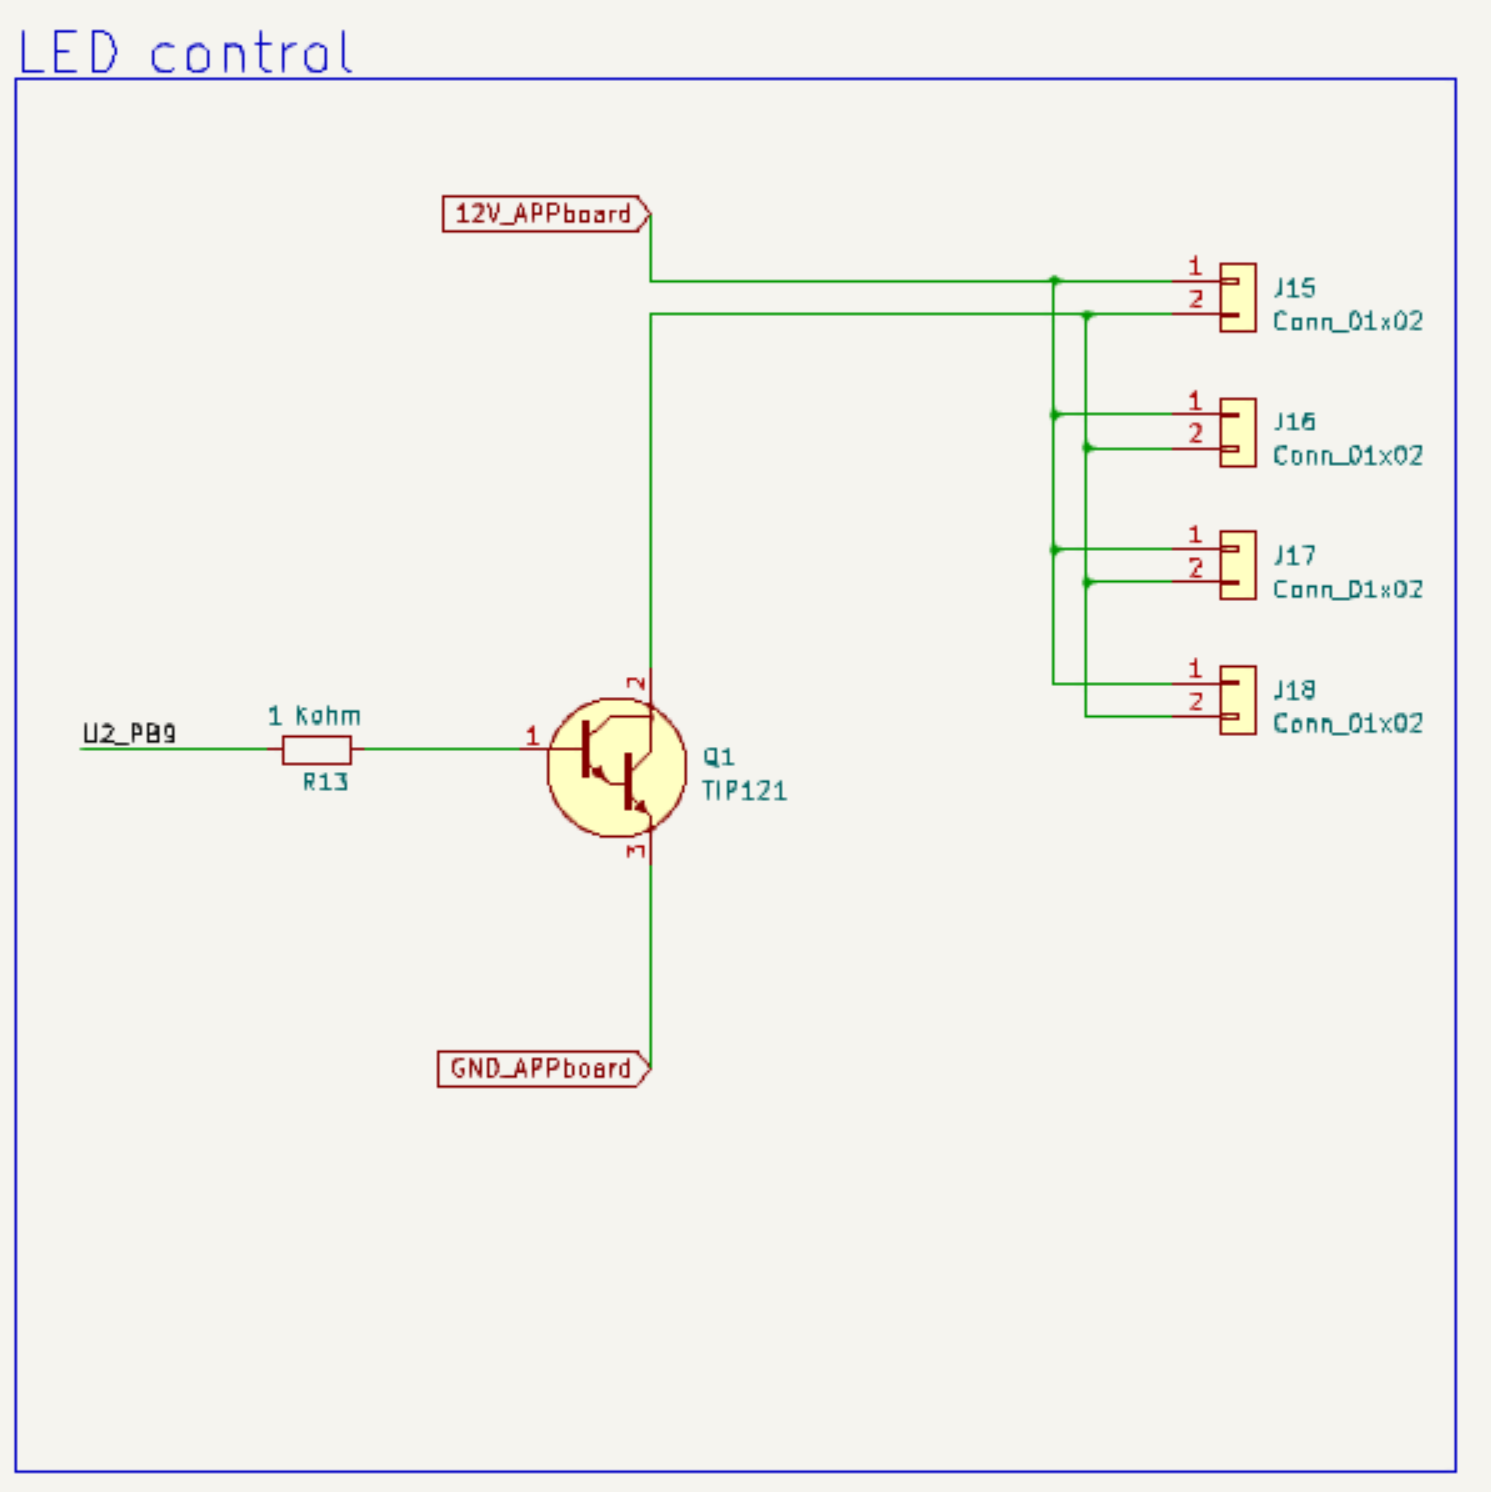 LED control
12V_APPboard
1
2
J15
Conn_01x02
1
2
J16
Conn_01x02
1
2
J17
Conn_01x02
1
2
J18
Conn_01x02
U2_PB9
1 Kohm
R13
1
2
3
Q1
TIP121
GND_APPboard